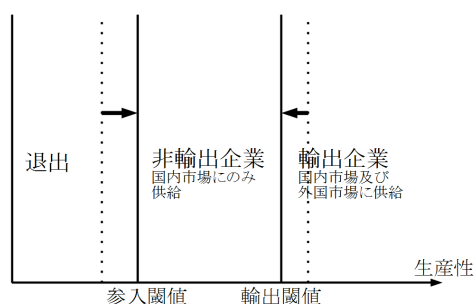 退出
非輸出企業
国内市場にのみ
供給
輸出企業
国内市場及び
外国市場に供給
生産性
参入閾値
輸出閾値